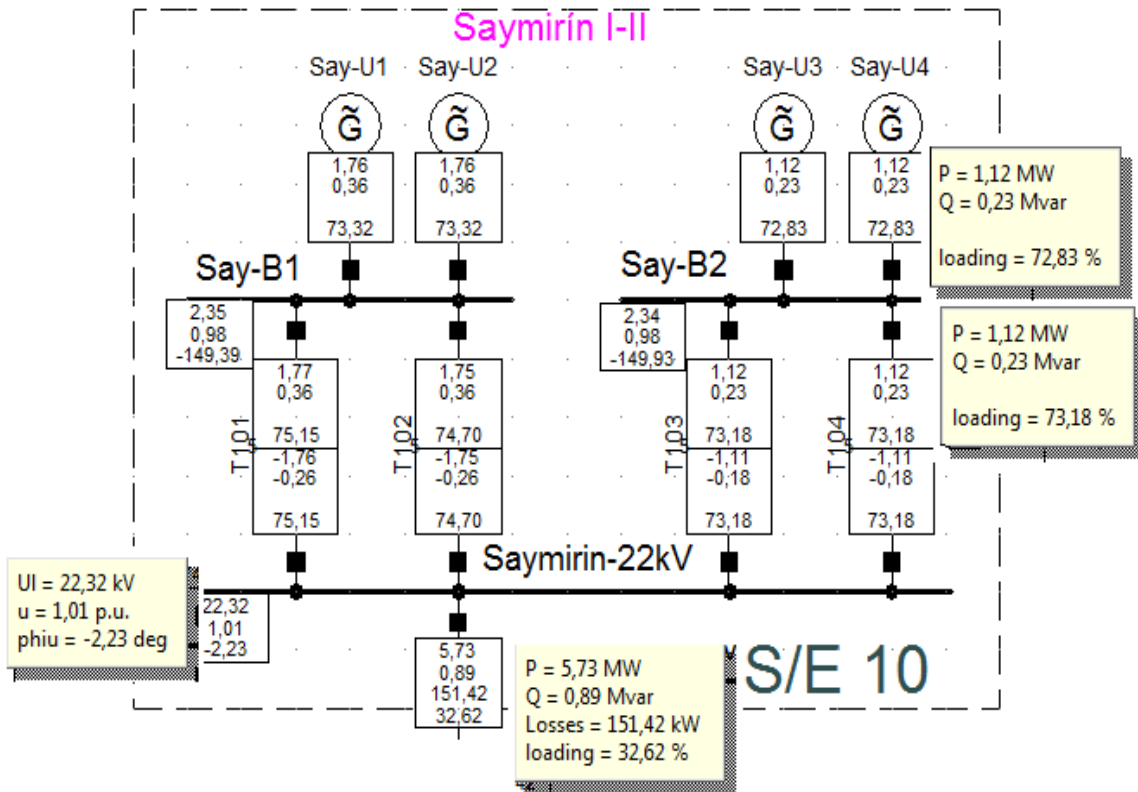 Saymirín I-II
Say-U1
Say-U2
Say-U3
Say-U4
G̃
G̃
G̃
G̃
1,76
0,36
73,32
1,76
0,36
73,32
1,12
0,23
72,83
1,12
0,23
72,83
P = 1,12 MW
Q = 0,23 Mvar
loading = 72,83 %
Say-B1
Say-B2
2,35
0,98
-149,39
2,34
0,98
-149,93
P = 1,12 MW
Q = 0,23 Mvar
loading = 73,18 %
T101
1,77
0,36
75,15
-1,76
-0,26
75,15
T102
1,75
0,36
74,70
-1,75
-0,26
74,70
T103
1,12
0,23
73,18
-1,11
-0,18
73,18
T104
1,12
0,23
73,18
-1,11
-0,18
73,18
Saymirin-22kV
Ul = 22,32 kV
u = 1,01 p.u.
phiu = -2,23 deg
22,32
1,01
-2,23
5,73
0,89
151,42
32,62
P = 5,73 MW
Q = 0,89 Mvar
Losses = 151,42 kW
loading = 32,62 %
S/E 10